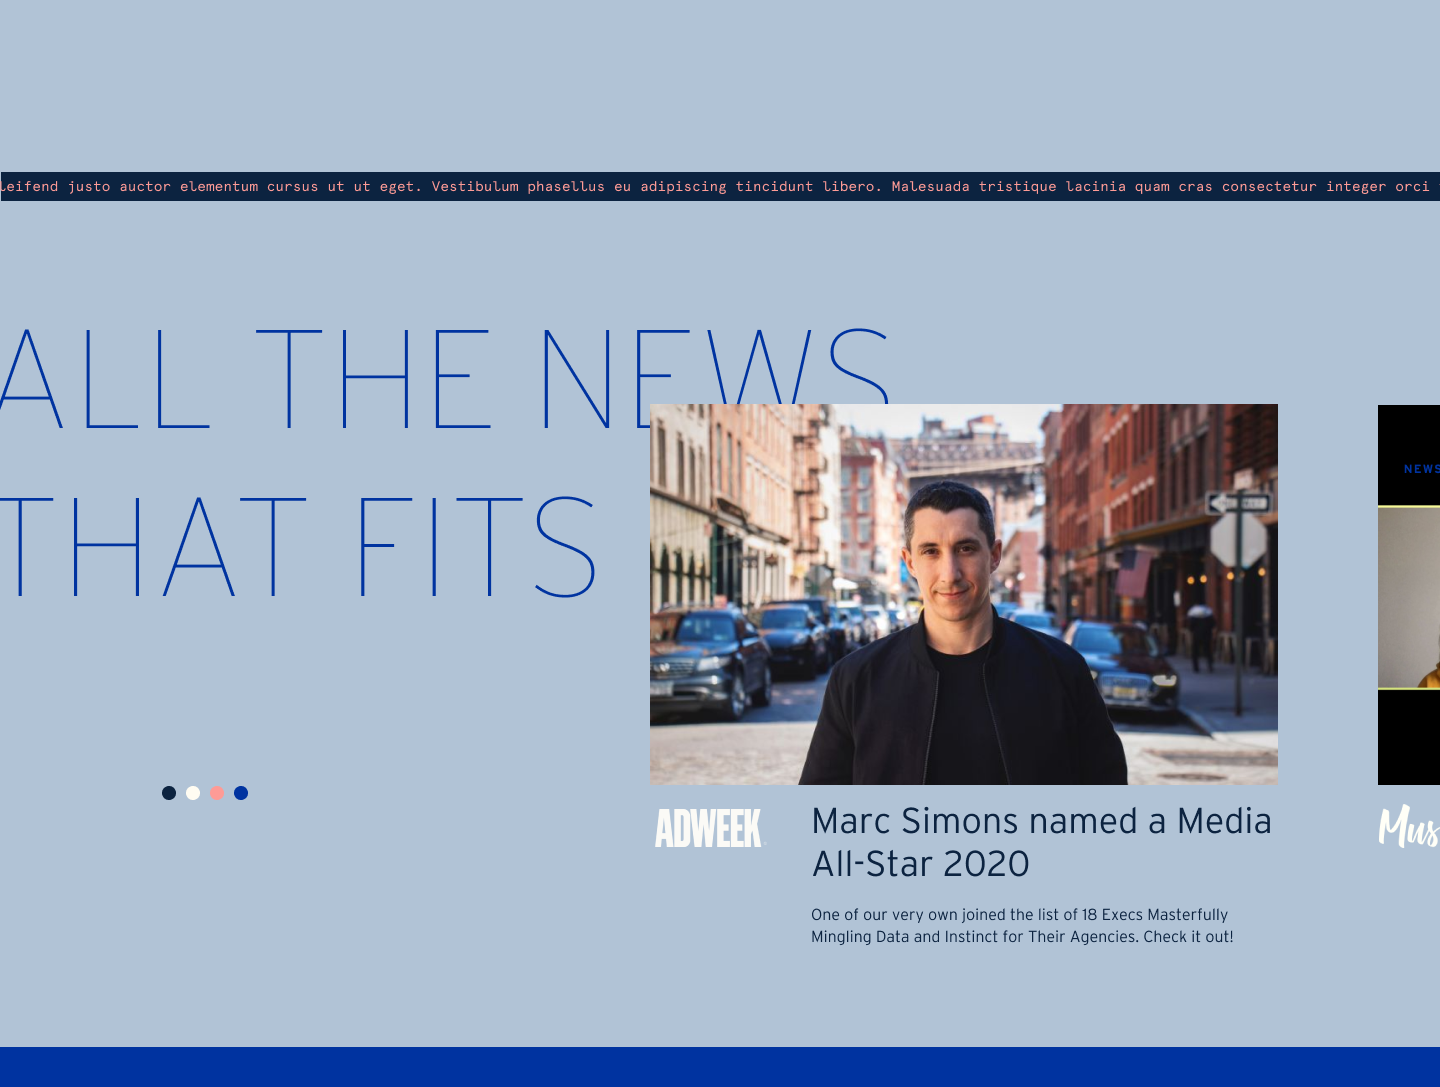 leifend justo auctor elementum cursus ut ut eget. Vestibulum phasellus eu adipiscing tincidunt libero. Malesuada tristique lacinia quam cras consectetur integer orci
ALL THE NEWS
THAT FITS
NEWS
ADWEEK
Marc Simons named a Media
All-Star 2020
One of our very own joined the list of 18 Execs Masterfully
Mingling Data and Instinct for Their Agencies. Check it out!
Mus